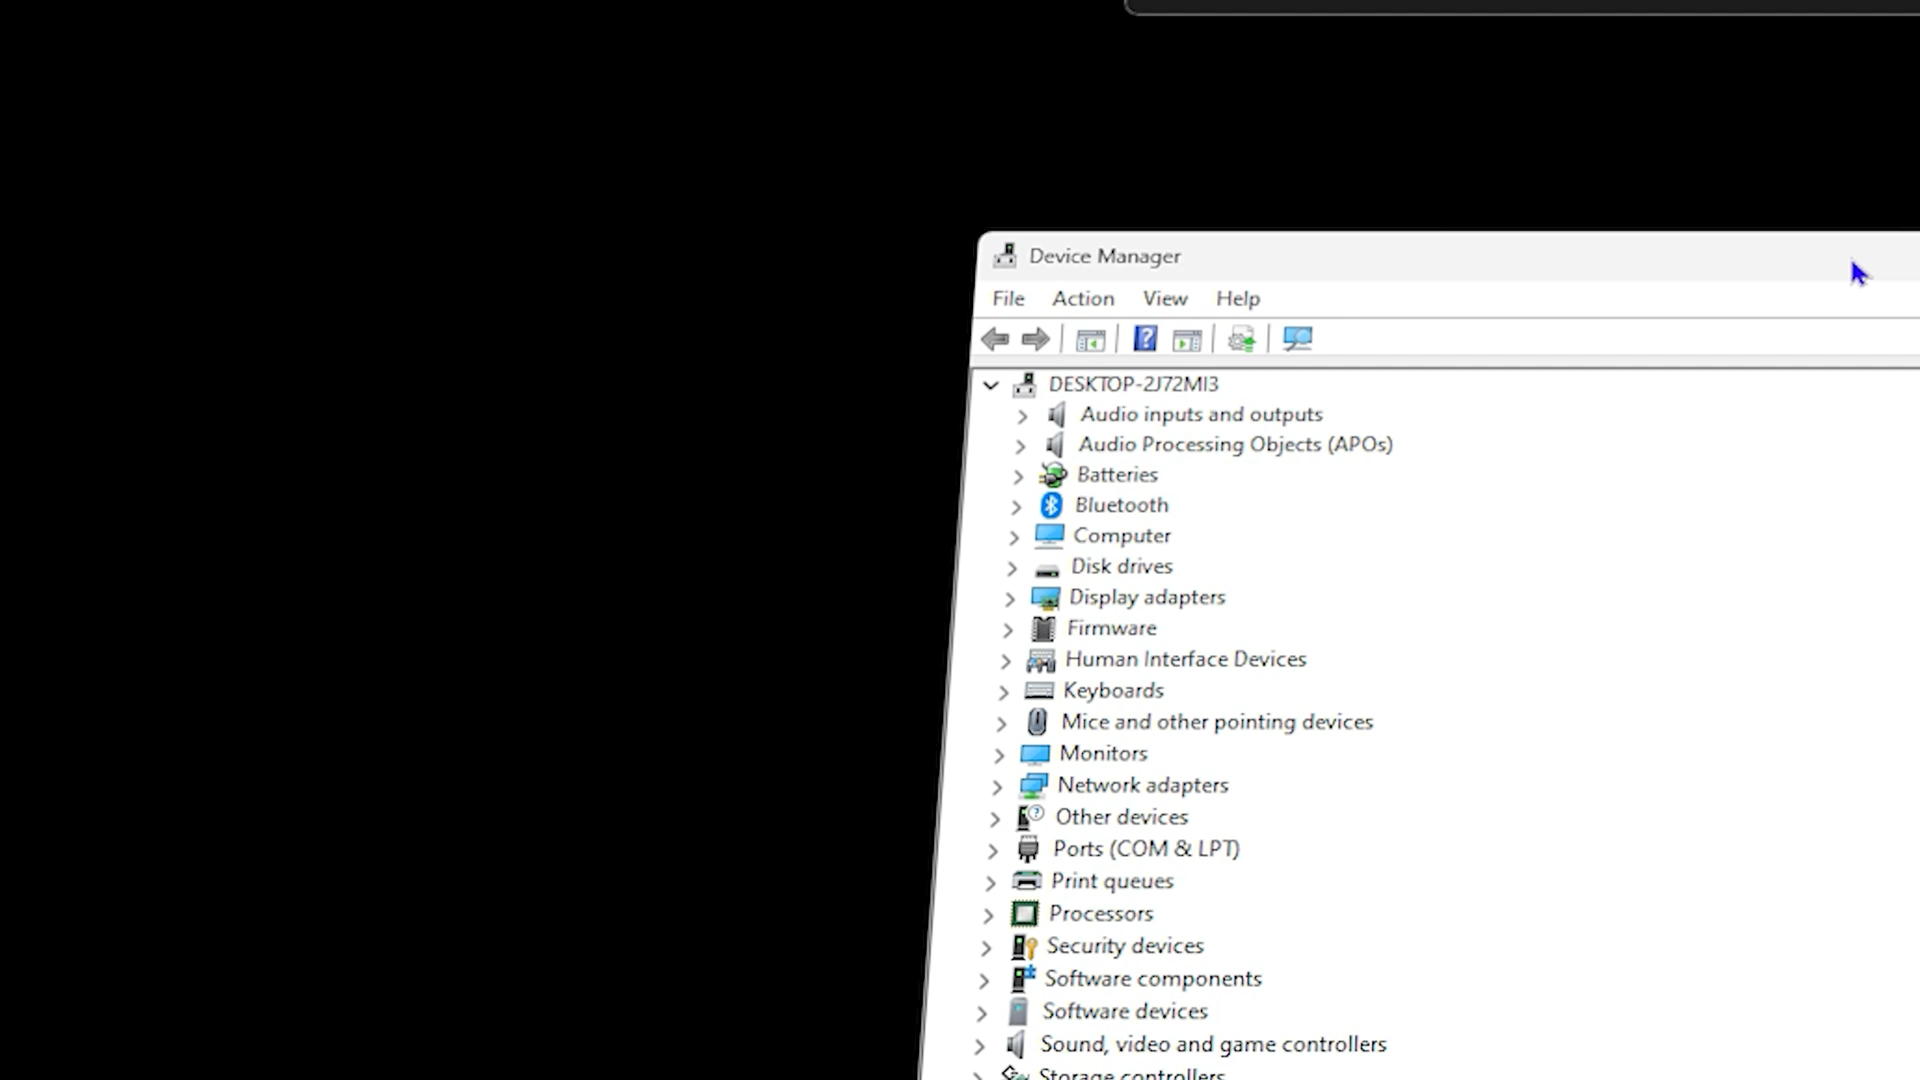 Device Manager
File Action View Help
DESKTOP-2J72MI3
Audio inputs and outputs
Audio Processing Objects (APOs)
Batteries
Bluetooth
Computer
Disk drives
Display adapters
Firmware
Human Interface Devices
Keyboards
Mice and other pointing devices
Monitors
Network adapters
Other devices
Ports (COM & LPT)
Print queues
Processors
Security devices
Software components
Software devices
Sound, video and game controllers
Storage controllers